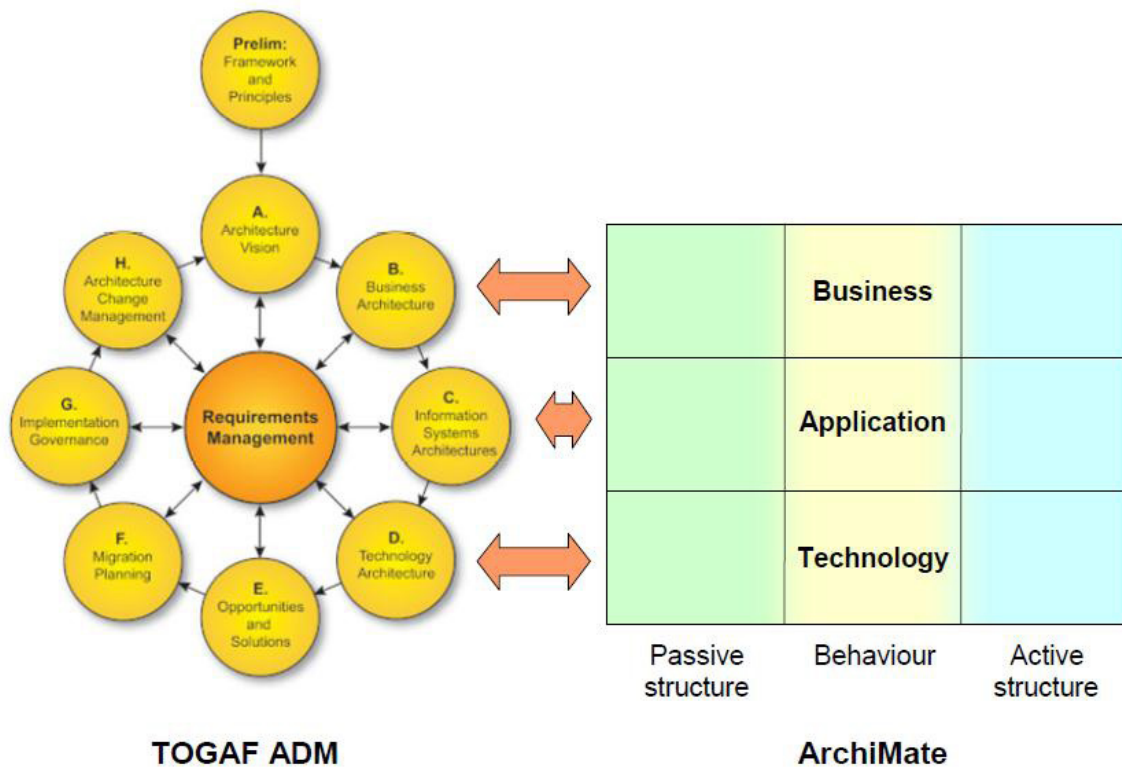 Prelim:
Framework
and
Principles
A.
Architecture
Vision
B.
Business
Architecture
C.
Information
Systems
Architectures
D.
Technology
Architecture
E.
Opportunities
and
Solutions
F.
Migration
Planning
G.
Implementation
Governance
H.
Architecture
Change
Management
Requirements
Management
TOGAF ADM
Business
Application
Technology
Passive
structure
Behaviour
Active
structure
ArchiMate